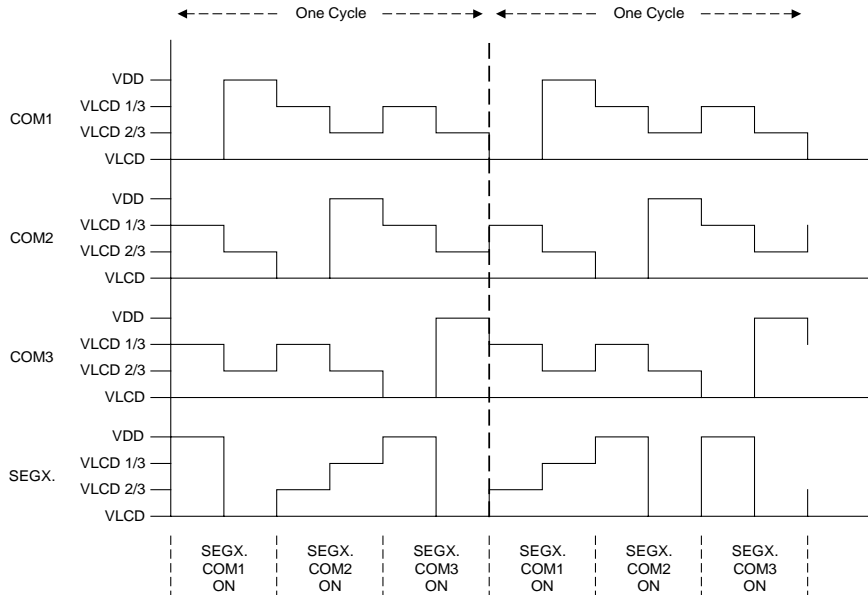 One Cycle
One Cycle
COM1
VDD
VLCD 1/3
VLCD 2/3
VLCD
COM2
VDD
VLCD 1/3
VLCD 2/3
VLCD
COM3
VDD
VLCD 1/3
VLCD 2/3
VLCD
SEGX.
VDD
VLCD 1/3
VLCD 2/3
VLCD
SEGX.
COM1
ON
SEGX.
COM2
ON
SEGX.
COM3
ON
SEGX.
COM1
ON
SEGX.
COM2
ON
SEGX.
COM3
ON